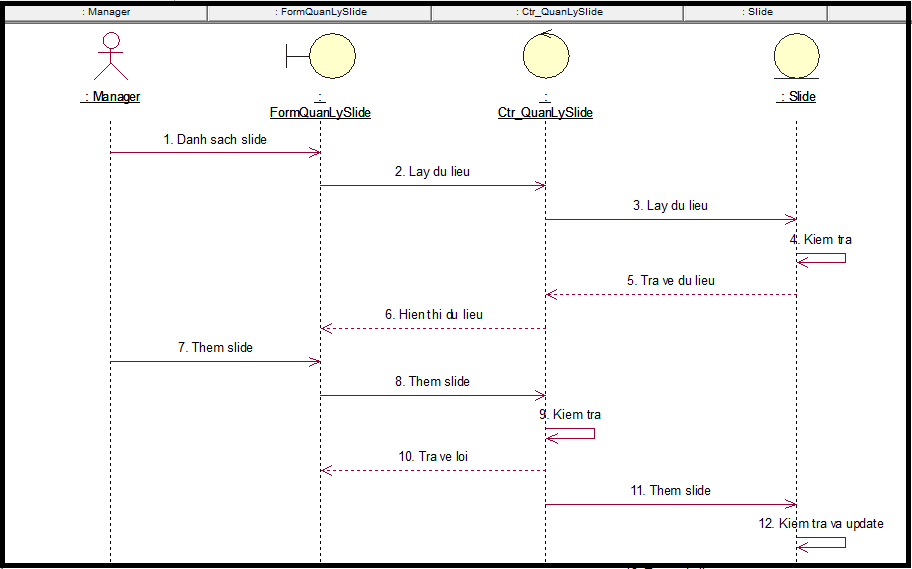 : Manager
: FormQuanLySlide
: Ctr_QuanLySlide
: Slide
: Manager
:
FormQuanLySlide
:
Ctr_QuanLySlide
: Slide
1. Danh sach slide
2. Lay du lieu
3. Lay du lieu
4. Kiem tra
5. Tra ve du lieu
6. Hien thi du lieu
7. Them slide
8. Them slide
9. Kiem tra
10. Tra ve loi
11. Them slide
12. Kiem tra va update